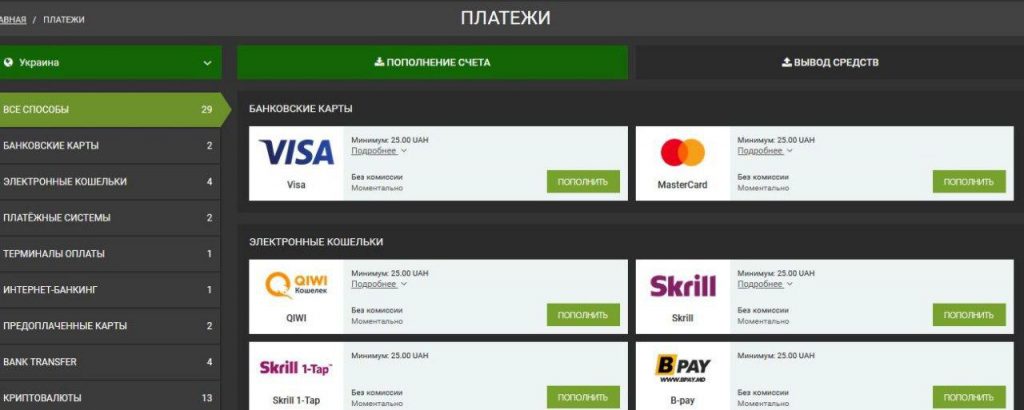 АВНАЯ / ПЛАТЕЖИ
ПЛАТЕЖИ
Украина
ПОПОЛНЕНИЕ СЧЕТА
ВЫВОД СРЕДСТВ
ВСЕ СПОСОБЫ 29
БАНКОВСКИЕ КАРТЫ 2
ЭЛЕКТРОННЫЕ КОШЕЛЬКИ 4
ПЛАТЁЖНЫЕ СИСТЕМЫ 2
ТЕРМИНАЛЫ ОПЛАТЫ 1
ИНТЕРНЕТ-БАНКИНГ 1
ПРЕДОПЛАЧЕННЫЕ КАРТЫ 2
BANK TRANSFER 4
КРИПТОВАЛЮТЫ 13
БАНКОВСКИЕ КАРТЫ
VISA
Visa
Минимум: 25.00 UAH
Подробнее
Без комиссии
Моментально
ПОПОЛНИТЬ
MasterCard
Минимум: 25.00 UAH
Подробнее
Без комиссии
Моментально
ПОПОЛНИТЬ
ЭЛЕКТРОННЫЕ КОШЕЛЬКИ
QIWI
Кошелек
QIWI
Минимум: 25.00 UAH
Подробнее
Без комиссии
Моментально
ПОПОЛНИТЬ
Skrill
Skrill
Минимум: 25.00 UAH
Подробнее
Без комиссии
Моментально
ПОПОЛНИТЬ
Skrill 1-Tap™
Skrill 1-Tap
Минимум: 25.00 UAH
Без комиссии
Моментально
ПОПОЛНИТЬ
B PAY
WWW.BPAY.MD
B-pay
Минимум: 25.00 UAH
Без комиссии
Моментально
ПОПОЛНИТЬ